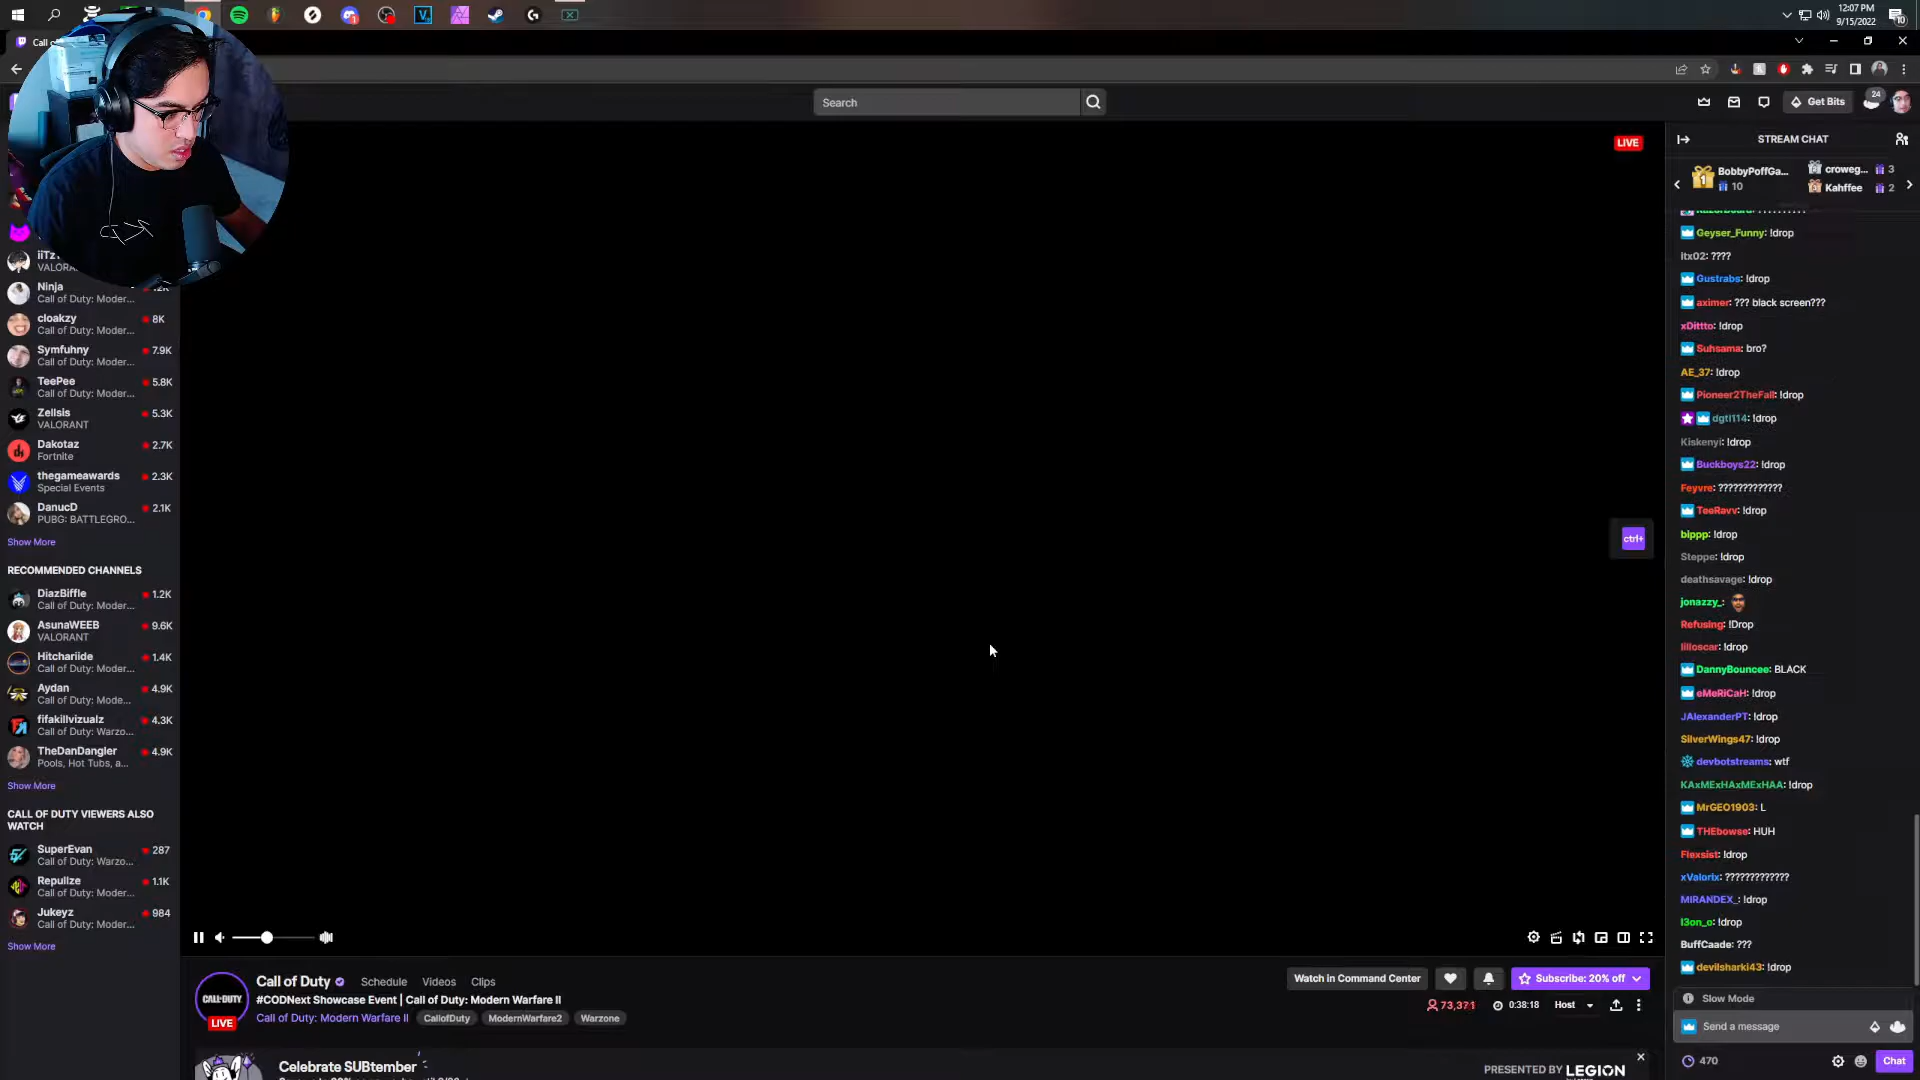 12:07 PM
9/15/2022
Call o
Search
Get Bits
24
LIVE
STREAM CHAT
BobbyPoffGa...
10
croweg...
3
Kahffee
2
Geyser_Funny: !drop
itx02: ????
Gustrabs: !drop
aximer: ??? black screen???
xDittto: !drop
Suhsama: bro?
AE_37: !drop
Pioneer2TheFall: !drop
dgtl114: !drop
Kiskenyi: !drop
Buckboys22: !drop
Feyvre: ?????????????
TeeRavv: !drop
bippp: !drop
Steppe: !drop
deathsavage: !drop
jonazzy_:
Refusing: !Drop
lilloscar: !drop
DannyBouncee: BLACK
eMeRiCaH: !drop
JAlexanderPT: !drop
SilverWings47: !drop
devbotstreams: wtf
KAxMExHAxMExHAA: !drop
MrGEO1903: L
THEbowse: HUH
Flexsist: !drop
xValorix: ?????????????
MIRANDEX_: !drop
l3on_o: !drop
BuffCaade: ???
devilsharki43: !drop
Slow Mode
Send a message
470
Chat
VALORA
Ninja
12K
Call of Duty: Moder...
cloakzy
8K
Call of Duty: Moder...
Symfuhny
7.9K
Call of Duty: Moder...
TeePee
5.8K
Call of Duty: Moder...
Zellsis
5.3K
VALORANT
Dakotaz
2.7K
Fortnite
thegameawards
2.3K
Special Events
DanucD
2.1K
PUBG: BATTLEGRO...
Show More
RECOMMENDED CHANNELS
DiazBiffle
1.2K
Call of Duty: Moder...
AsunaWEEB
9.6K
VALORANT
Hitchariide
1.4K
Call of Duty: Moder...
Aydan
4.9K
Call of Duty: Mode...
fifakillvizualz
4.3K
Call of Duty: Warzo...
TheDanDangler
4.9K
Pools, Hot Tubs, a...
Show More
CALL OF DUTY VIEWERS ALSO
WATCH
SuperEvan
287
Call of Duty: Warzo...
Repullze
1.1K
Call of Duty: Moder...
Jukeyz
984
Call of Duty: Moder...
Show More
ctrl+
CALL·DUTY
LIVE
Call of Duty
Schedule
Videos
Clips
#CODNext Showcase Event | Call of Duty: Modern Warfare II
Call of Duty: Modern Warfare II
CallofDuty
ModernWarfare2
Warzone
Watch in Command Center
Subscribe: 20% off
73,371
0:38:18
Host
Celebrate SUBtember
PRESENTED BY LEGION